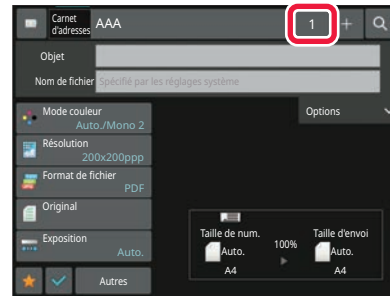 Carnet
d'adresses
AAA
1
Objet
Nom de fichier
Spécifié par les réglages système
Mode couleur
Auto./Mono 2
Options
Résolution
200x200ppp
Format de fichier
PDF
Original
Exposition
Auto.
Taille de num.
Auto.
A4
100%
Taille d'envoi
Auto.
A4
Autres